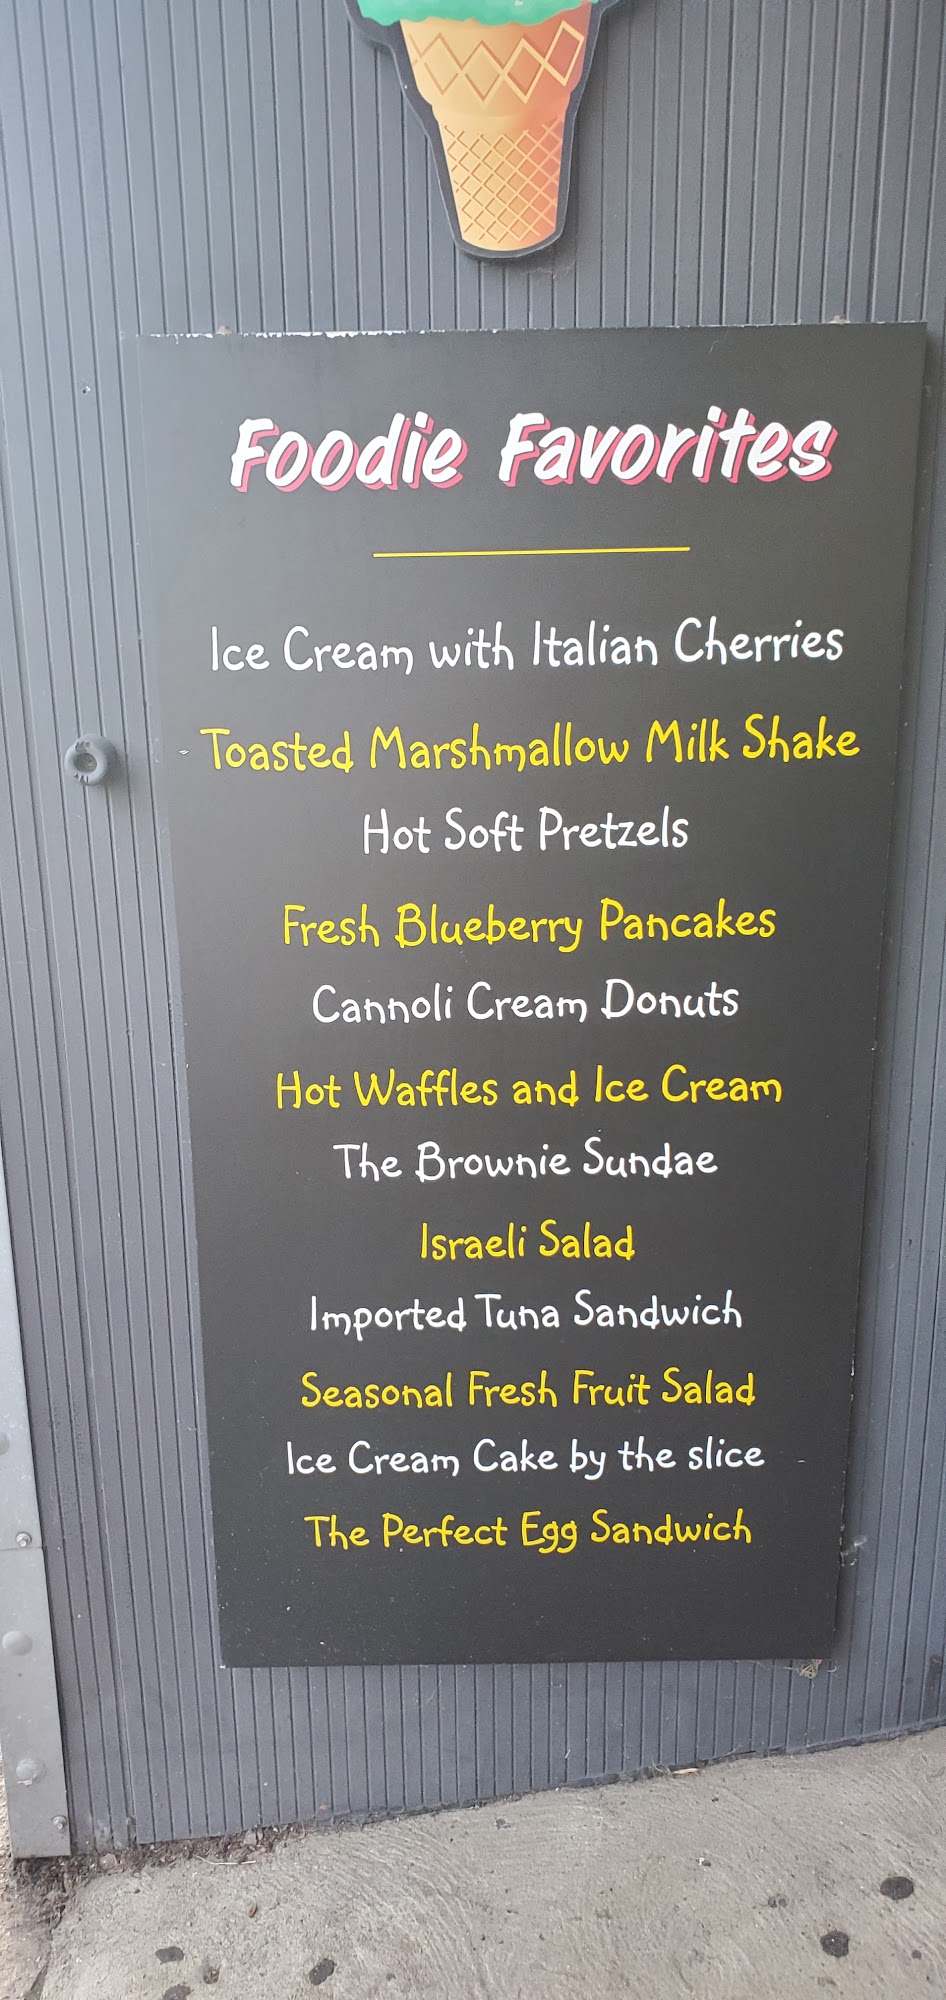 Foodie Favorites
Ice Cream with Italian Cherries
Toasted Marshmallow Milk Shake
Hot Soft Pretzels
Fresh Blueberry Pancakes
Cannoli Cream Donuts
Hot Waffles and Ice Cream
The Brownie Sundae
Israeli Salad
Imported Tuna Sandwich
Seasonal Fresh Fruit Salad
Ice Cream Cake by the slice
The Perfect Egg Sandwich